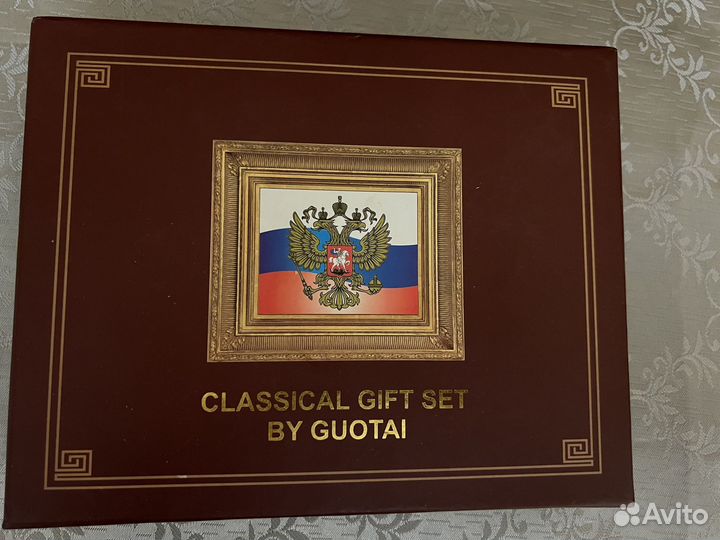 CLASSICAL GIFT SET
BY GUOTAI
Avito